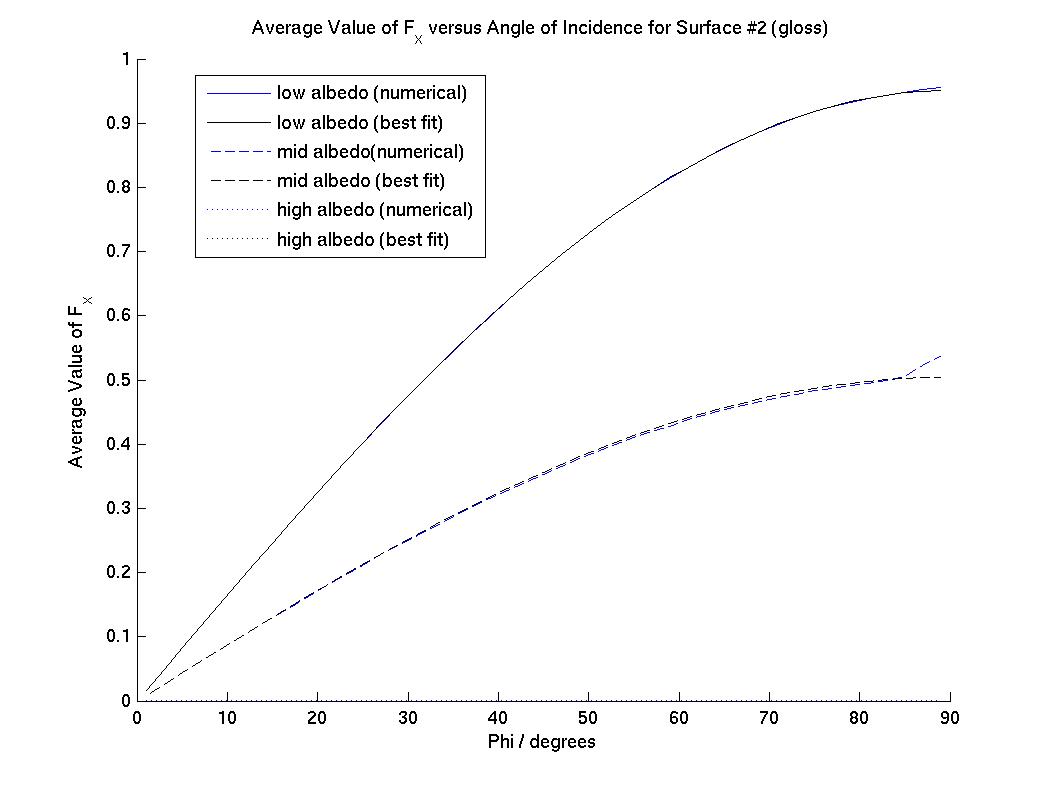 Average Value of F_X versus Angle of Incidence for Surface #2 (gloss)
1
0.9
0.8
0.7
0.6
0.5
0.4
0.3
0.2
0.1
0
low albedo (numerical)
low albedo (best fit)
mid albedo(numerical)
mid albedo (best fit)
high albedo (numerical)
high albedo (best fit)
Average Value of F_X
0 10 20 30 40 50 60 70 80 90
Phi / degrees